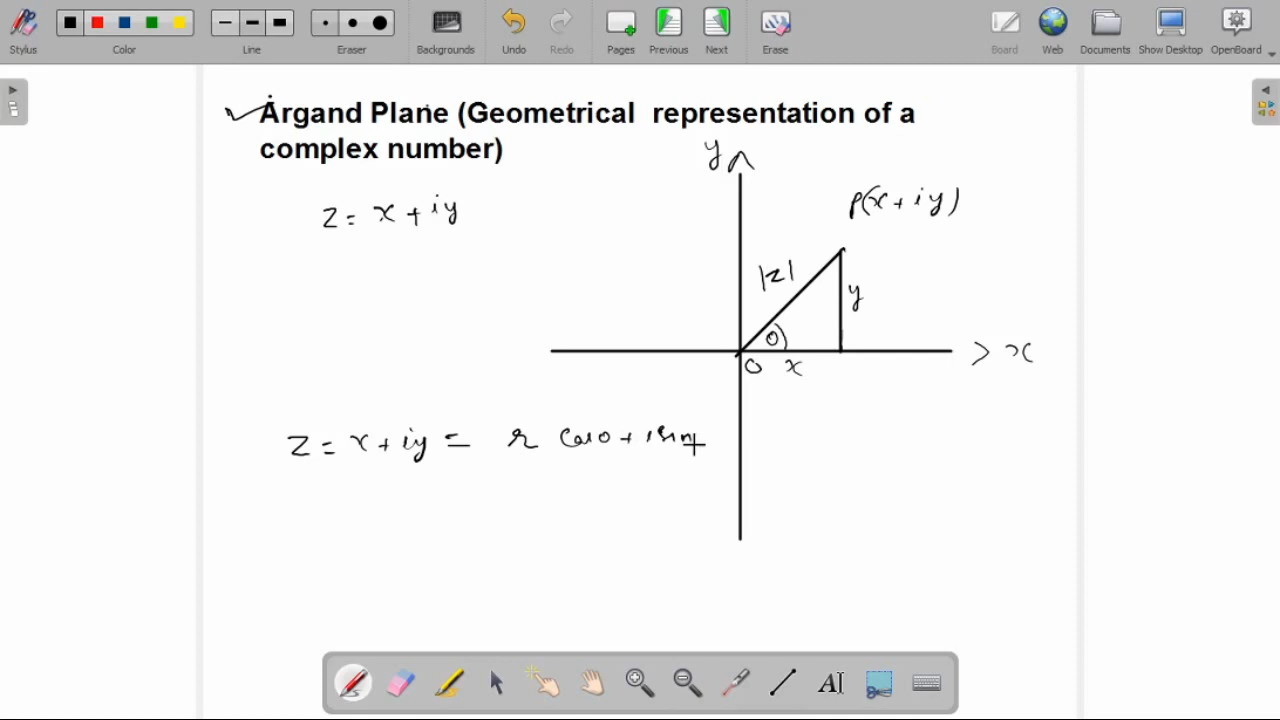 Stylus Color Line Eraser Backgrounds Undo Redo Pages Previous Next Erase Board Web Documents Show Desktop OpenBoard
Argand Plane (Geometrical representation of a
complex number)
y
z = x + iy
P(x + iy)
|z|
y
θ
x
O x
z = x + iy = r cosθ + i sin